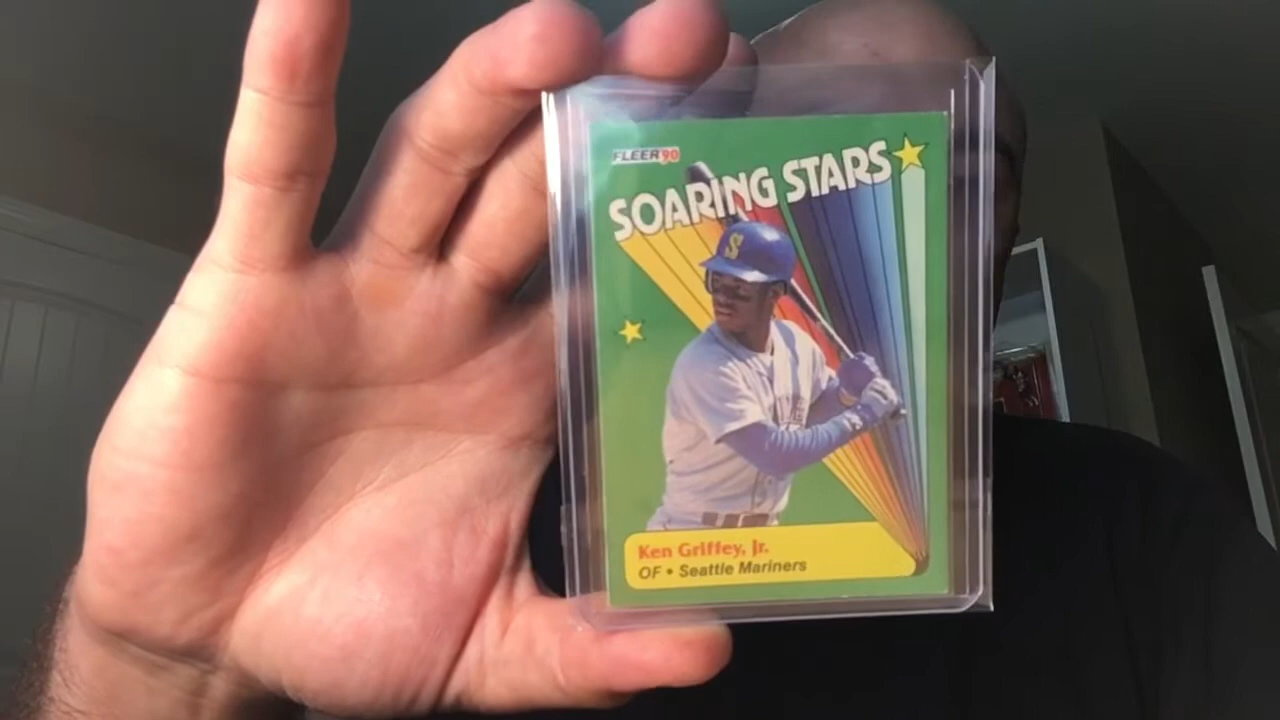 FLEER'90
SOARING STARS
S
Ken Griffey, Jr.
OF • Seattle Mariners